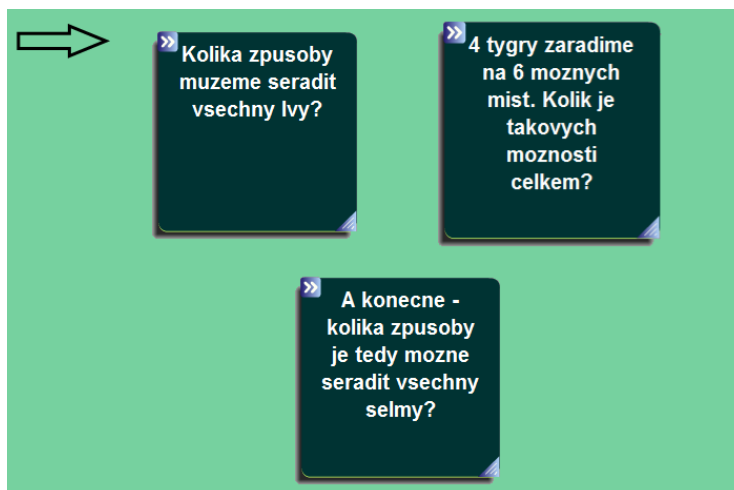 Kolika zpusoby
muzeme seradit
vsechny lvy?
4 tygry zaradime
na 6 moznych
mist. Kolik je
takovych
moznosti
celkem?
A konecne -
kolika zpusoby
je tedy mozne
seradit vsechny
selmy?